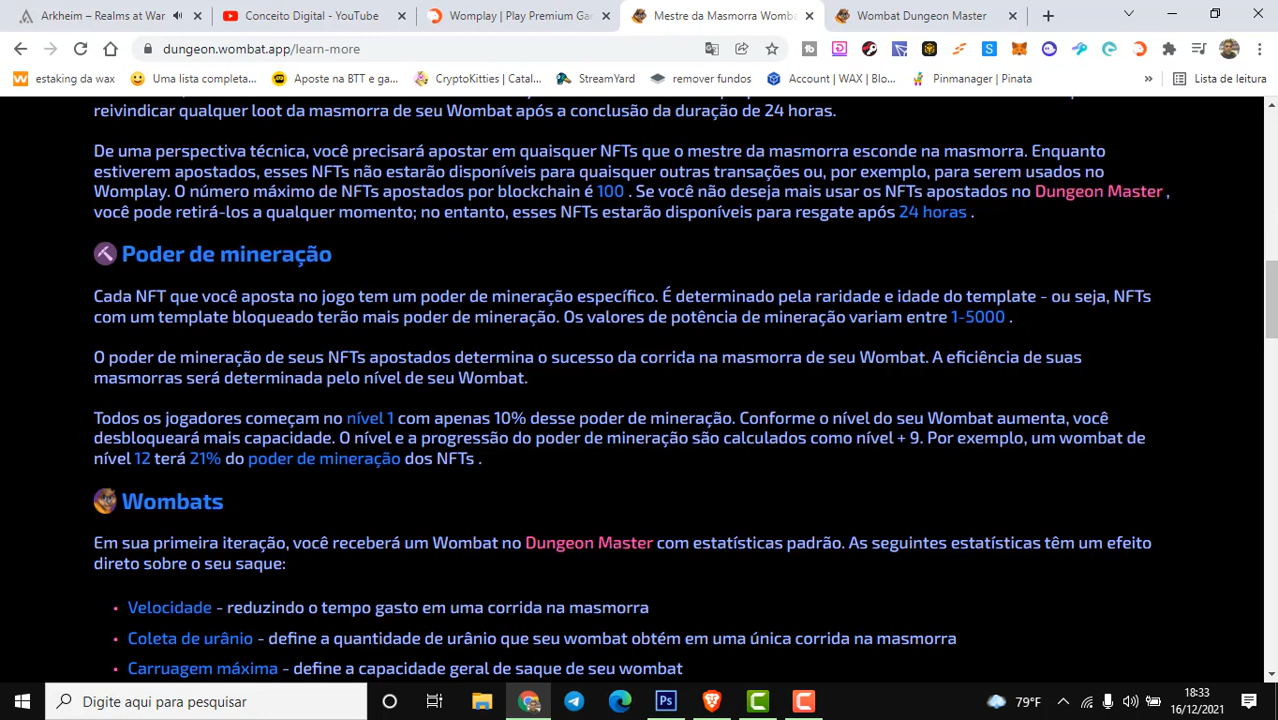 Arkheim – Realms at War
Conceito Digital - YouTube
Womplay | Play Premium Ga
Mestre da Masmorra Womba
Wombat Dungeon Master
dungeon.wombat.app/learn-more
estaking da wax
Uma lista completa...
Aposte na BTT e ga...
CryptoKitties | Catal...
StreamYard
remover fundos
Account | WAX | Blo...
Pinmanager | Pinata
»
Lista de leitura
reivindicar qualquer loot da masmorra de seu Wombat após a conclusão da duração de 24 horas.
De uma perspectiva técnica, você precisará apostar em quaisquer NFTs que o mestre da masmorra esconde na masmorra. Enquanto
estiverem apostados, esses NFTs não estarão disponíveis para quaisquer outras transações ou, por exemplo, para serem usados no
Womplay. O número máximo de NFTs apostados por blockchain é 100 . Se você não deseja mais usar os NFTs apostados no Dungeon Master ,
você pode retirá-los a qualquer momento; no entanto, esses NFTs estarão disponíveis para resgate após 24 horas .
Poder de mineração
Cada NFT que você aposta no jogo tem um poder de mineração específico. É determinado pela raridade e idade do template - ou seja, NFTs
com um template bloqueado terão mais poder de mineração. Os valores de potência de mineração variam entre 1-5000 .
O poder de mineração de seus NFTs apostados determina o sucesso da corrida na masmorra de seu Wombat. A eficiência de suas
masmorras será determinada pelo nível de seu Wombat.
Todos os jogadores começam no nível 1 com apenas 10% desse poder de mineração. Conforme o nível do seu Wombat aumenta, você
desbloqueará mais capacidade. O nível e a progressão do poder de mineração são calculados como nível + 9. Por exemplo, um wombat de
nível 12 terá 21% do poder de mineração dos NFTs .
Wombats
Em sua primeira iteração, você receberá um Wombat no Dungeon Master com estatísticas padrão. As seguintes estatísticas têm um efeito
direto sobre o seu saque:
• Velocidade - reduzindo o tempo gasto em uma corrida na masmorra
• Coleta de urânio - define a quantidade de urânio que seu wombat obtém em uma única corrida na masmorra
• Carruagem máxima - define a capacidade geral de saque de seu wombat
Digite aqui para pesquisar
Ps
79°F
18:33
16/12/2021